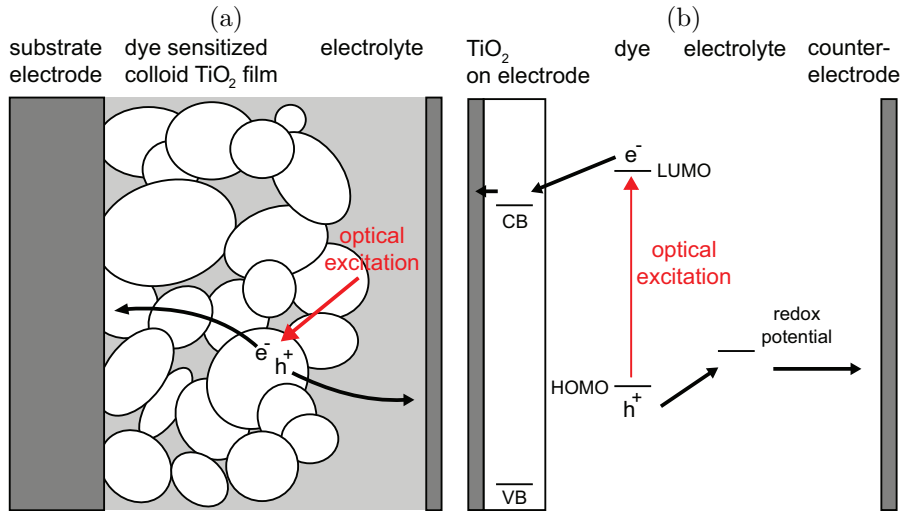 (a)
substrate electrode
dye sensitized colloid TiO₂ film
electrolyte
optical
excitation
e⁻
h⁺
(b)
TiO₂
on electrode
dye
electrolyte
counter-
electrode
e⁻
LUMO
CB
optical
excitation
redox
potential
HOMO
h⁺
VB